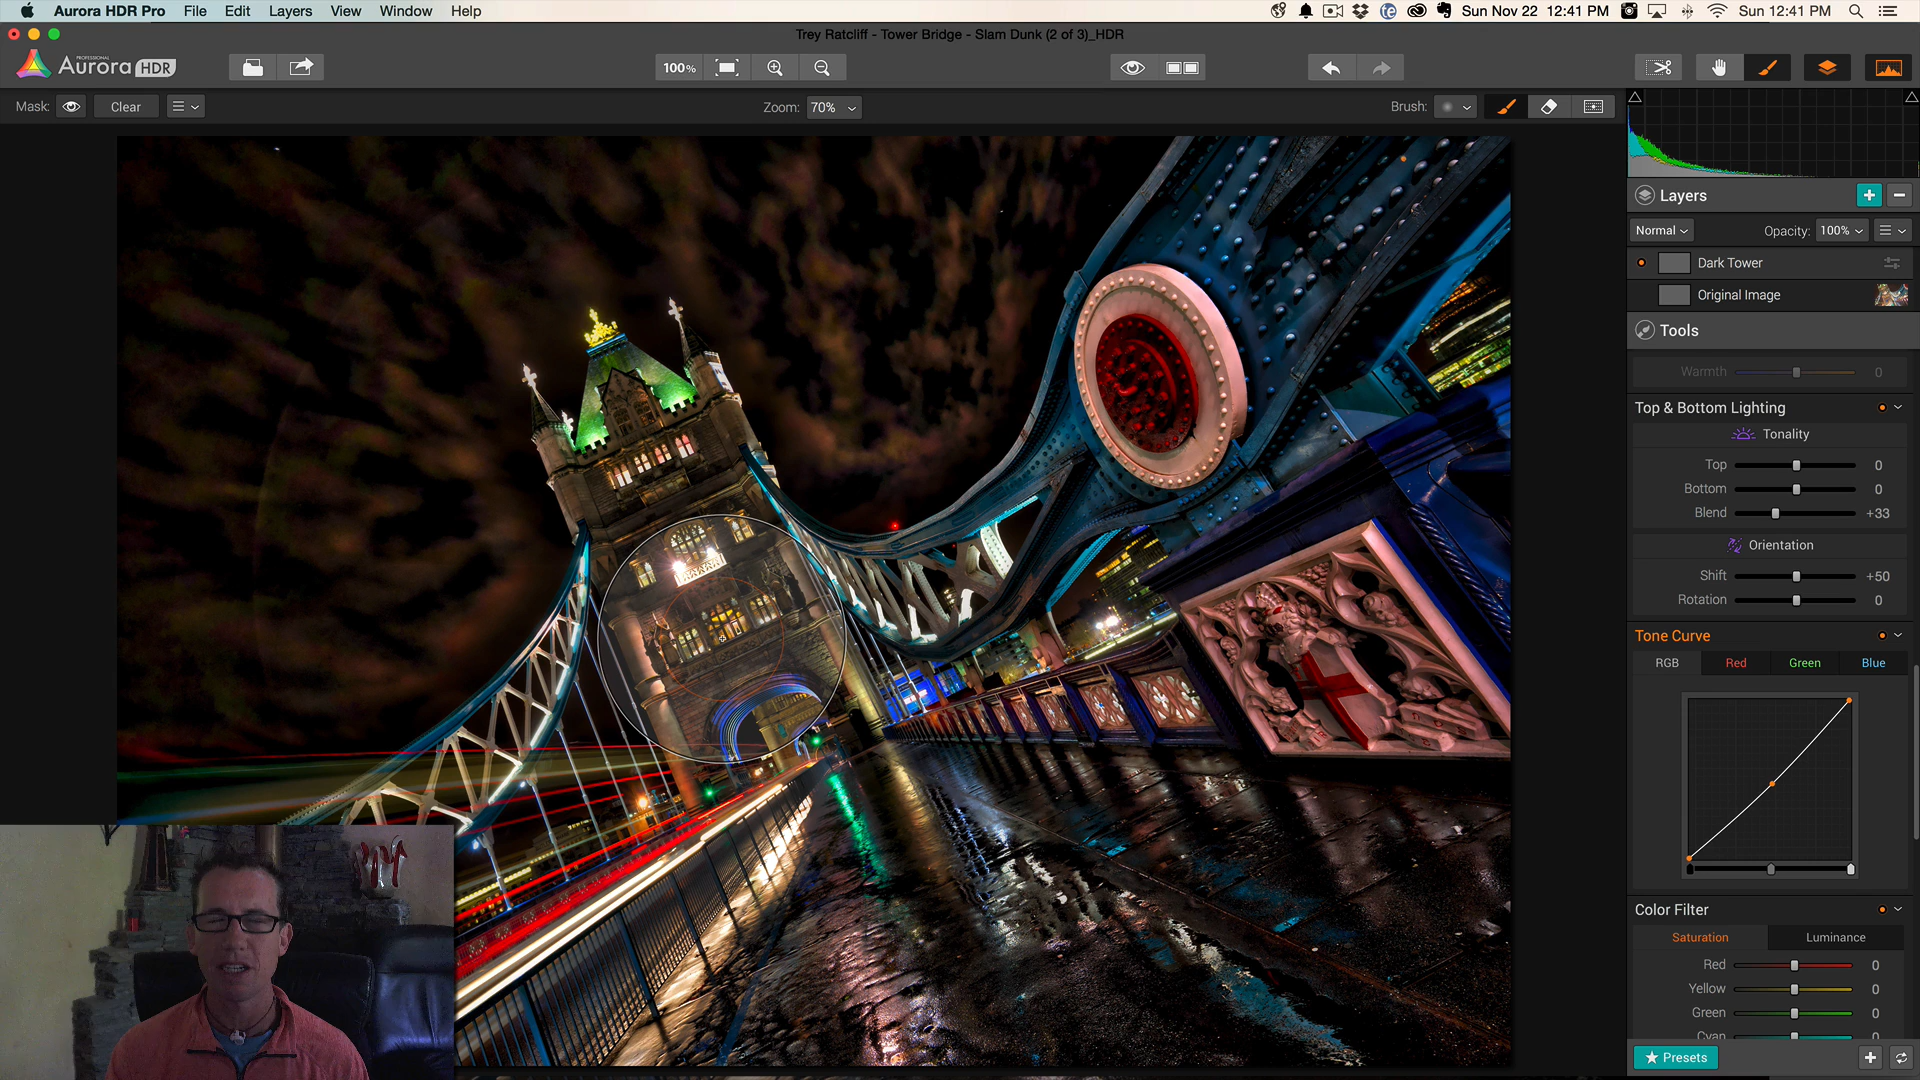 Aurora HDR Pro File Edit Layers View Window Help Sun Nov 22 12:41 PM Sun 12:41 PM
Trey Ratcliff - Tower Bridge - Slam Dunk (2 of 3)_HDR
PROFESSIONAL
Aurora HDR
100%
Mask: Clear Zoom: 70% Brush:
Layers
Normal Opacity: 100%
Dark Tower
Original Image
Tools
Warmth 0
Top & Bottom Lighting
Tonality
Top 0
Bottom 0
Blend +33
Orientation
Shift +50
Rotation 0
Tone Curve
RGB Red Green Blue
Color Filter
Saturation Luminance
Red 0
Yellow 0
Green 0
Cyan
Presets